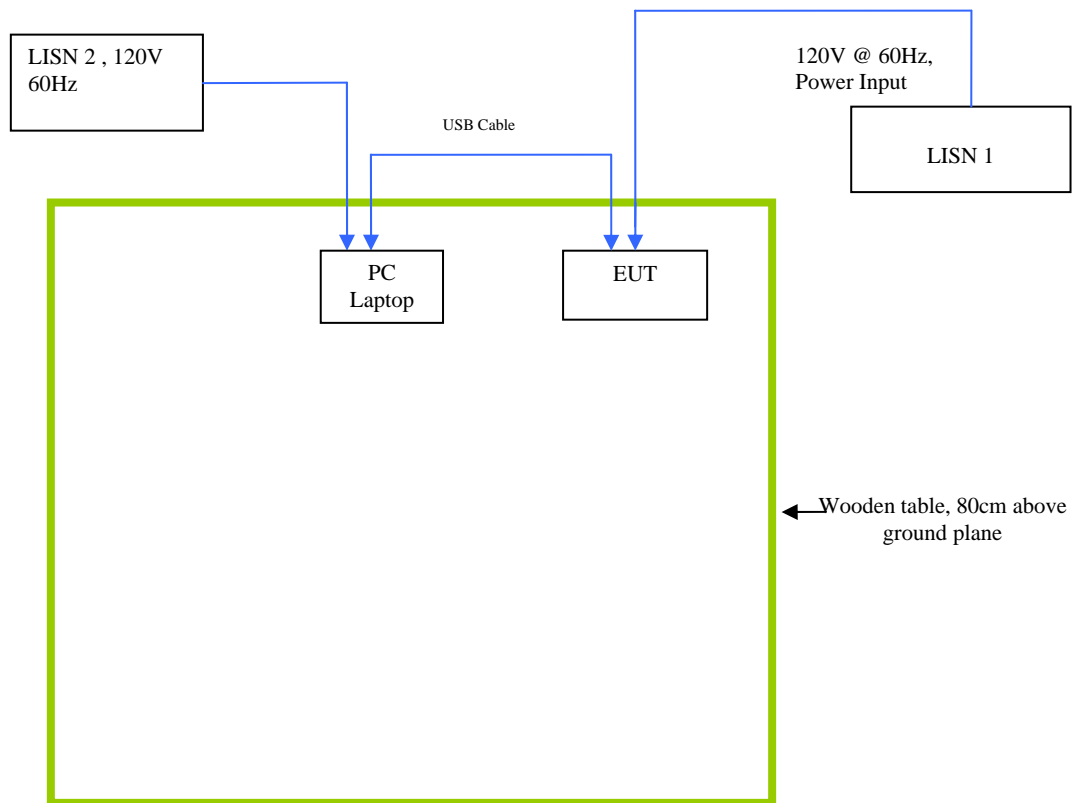 LISN 2 , 120V
60Hz
120V @ 60Hz,
Power Input
USB Cable
LISN 1
PC
Laptop
EUT
Wooden table, 80cm above
ground plane